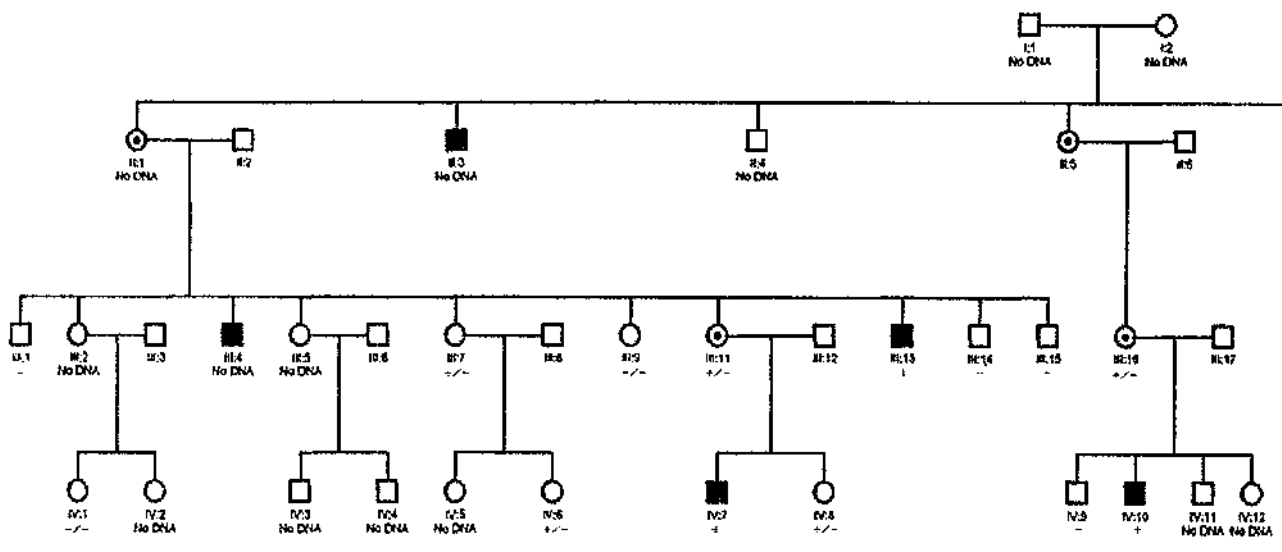 I:1 I:2
No DNA No DNA
II:1 II:2 II:3 II:4 II:5 II:6
No DNA No DNA No DNA
III:1 III:2 III:3 III:4 III:5 III:6 III:7 III:8 III:9 III:11 III:12 III:13 III:14 III:15 III:16 III:17
- No DNA No DNA No DNA +/- -/- +/- + - - +/-
IV:1 IV:2 IV:3 IV:4 IV:5 IV:6 IV:7 IV:8 IV:9 IV:10 IV:11 IV:12
-/- No DNA No DNA No DNA No DNA +/- + +/- - + No DNA No DNA